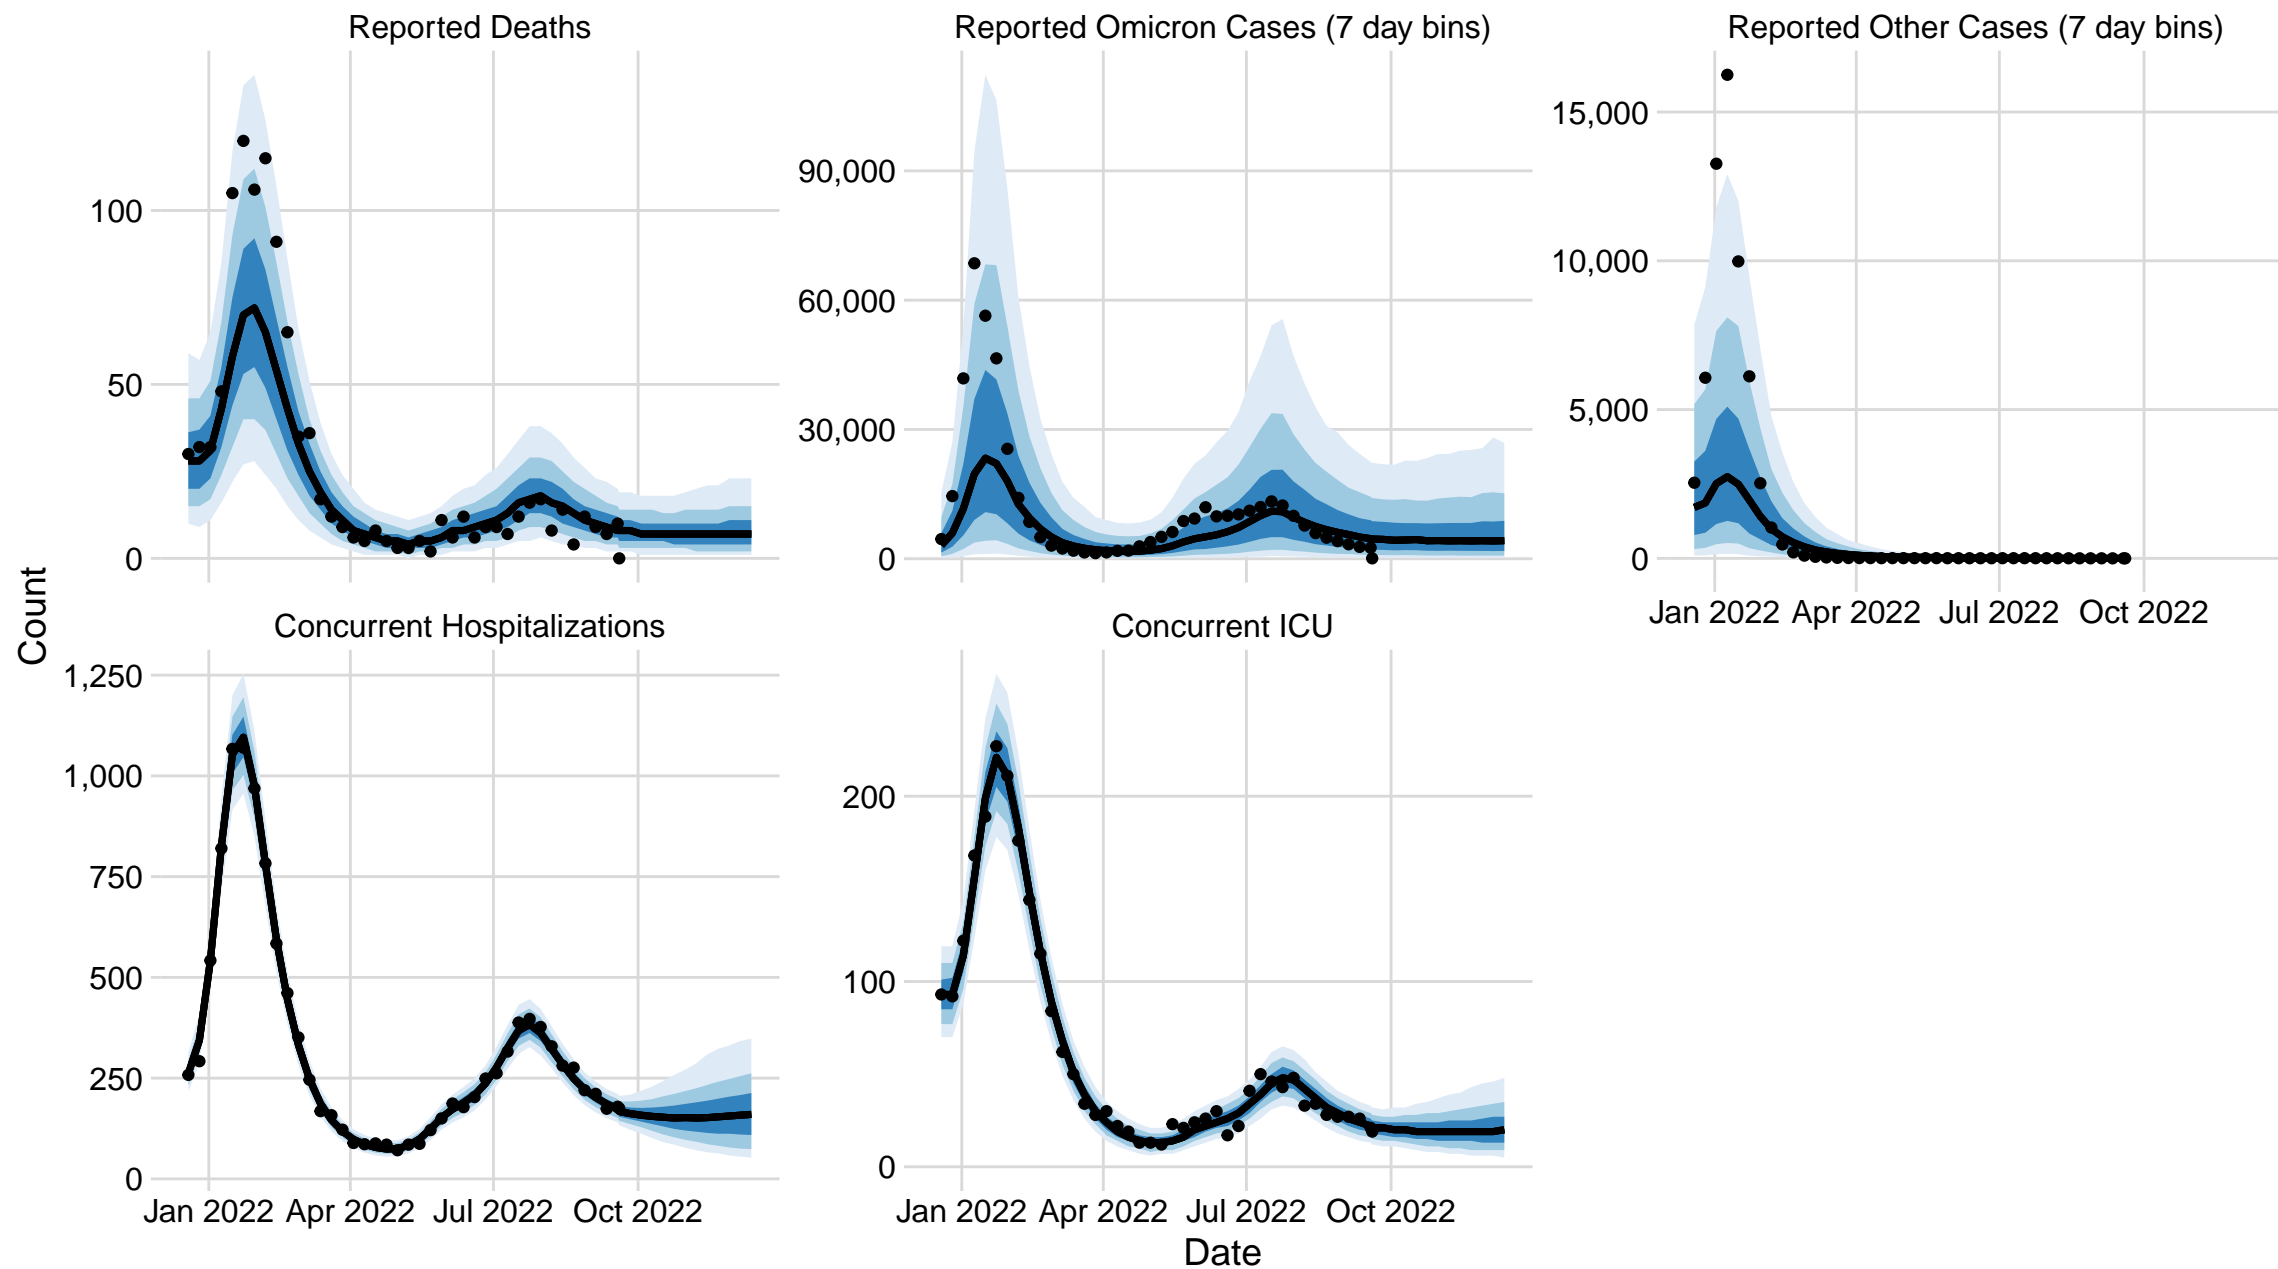 Reported Deaths
Reported Omicron Cases (7 day bins)
Reported Other Cases (7 day bins)
100
50
0
90,000
60,000
30,000
0
15,000
10,000
5,000
0
Jan 2022 Apr 2022 Jul 2022 Oct 2022
Count
Concurrent Hospitalizations
Concurrent ICU
1,250
1,000
750
500
250
0
200
100
0
Jan 2022 Apr 2022 Jul 2022 Oct 2022
Jan 2022 Apr 2022 Jul 2022 Oct 2022
Date